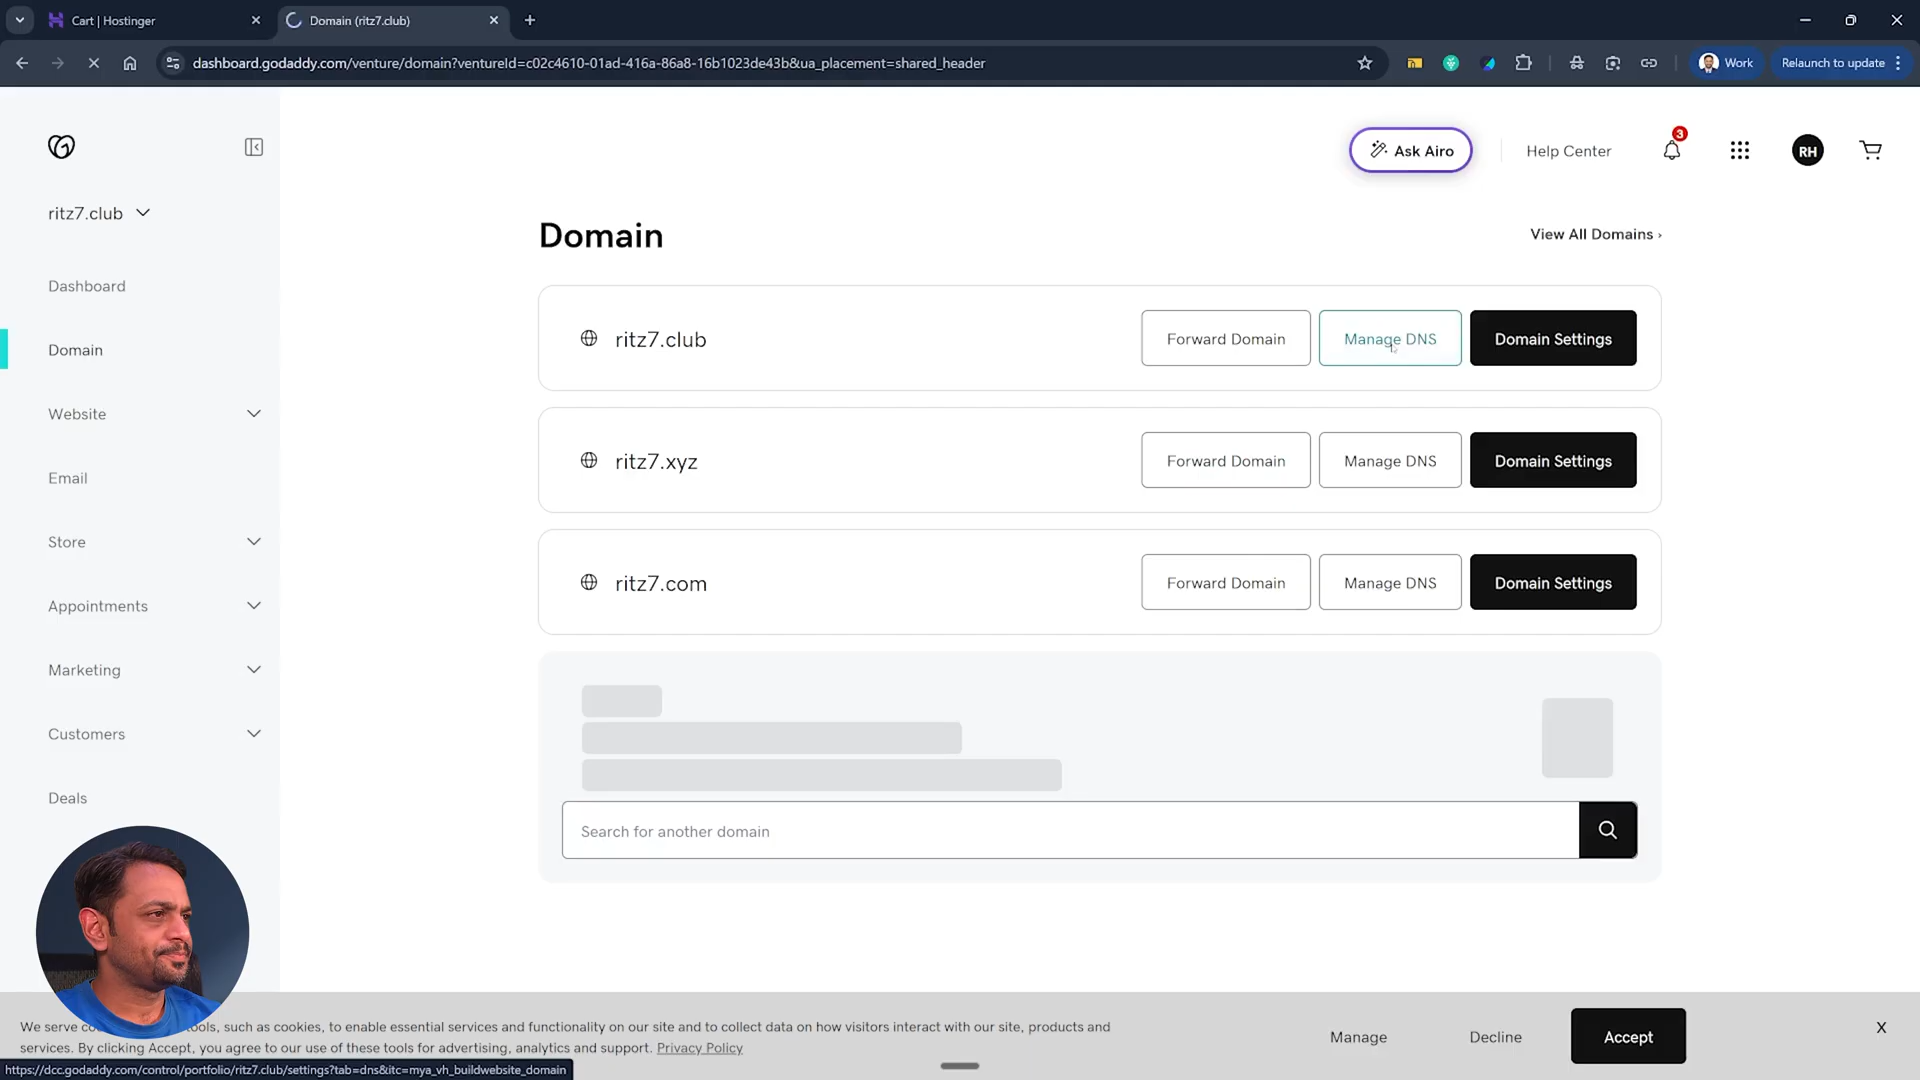 Cart | Hostinger
Domain (ritz7.club)
dashboard.godaddy.com/venture/domain?ventureId=c02c4610-01ad-416a-86a8-16b1023de43b&ua_placement=shared_header
Work
Relaunch to update
Ask Airo
Help Center
3
RH
ritz7.club
Domain
View All Domains ›
Dashboard
Domain
Website
Email
Store
Appointments
Marketing
Customers
Deals
ritz7.club
Forward Domain
Manage DNS
Domain Settings
ritz7.xyz
Forward Domain
Manage DNS
Domain Settings
ritz7.com
Forward Domain
Manage DNS
Domain Settings
Search for another domain
We serve co ools, such as cookies, to enable essential services and functionality on our site and to collect data on how visitors interact with our site, products and
services. By clicking Accept, you agree to our use of these tools for advertising, analytics and support. Privacy Policy
Manage
Decline
Accept
X
https://dcc.godaddy.com/control/portfolio/ritz7.club/settings?tab=dns&itc=mya_vh_buildwebsite_domain